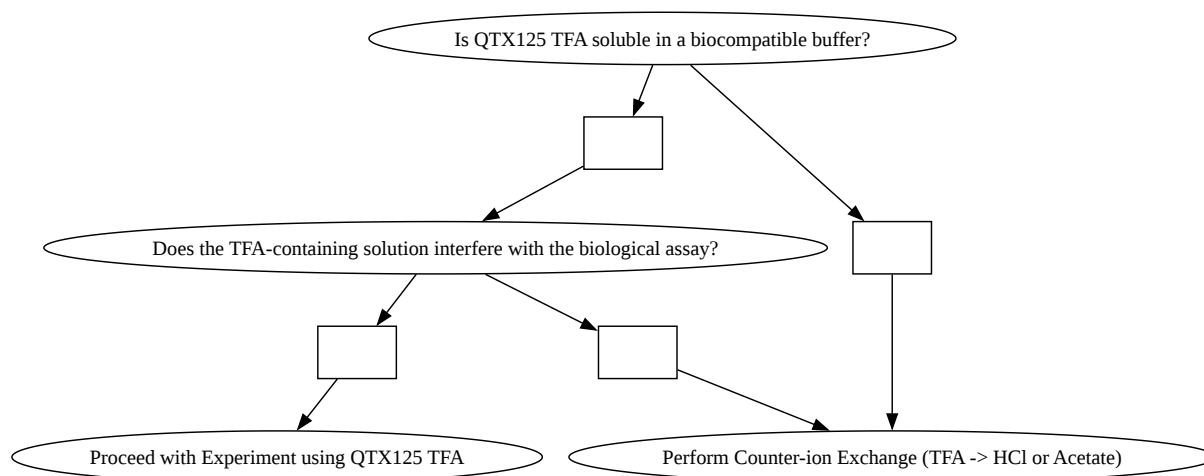 Is QTX125 TFA soluble in a biocompatible buffer?
Does the TFA-containing solution interfere with the biological assay?
Proceed with Experiment using QTX125 TFA
Perform Counter-ion Exchange (TFA -> HCl or Acetate)